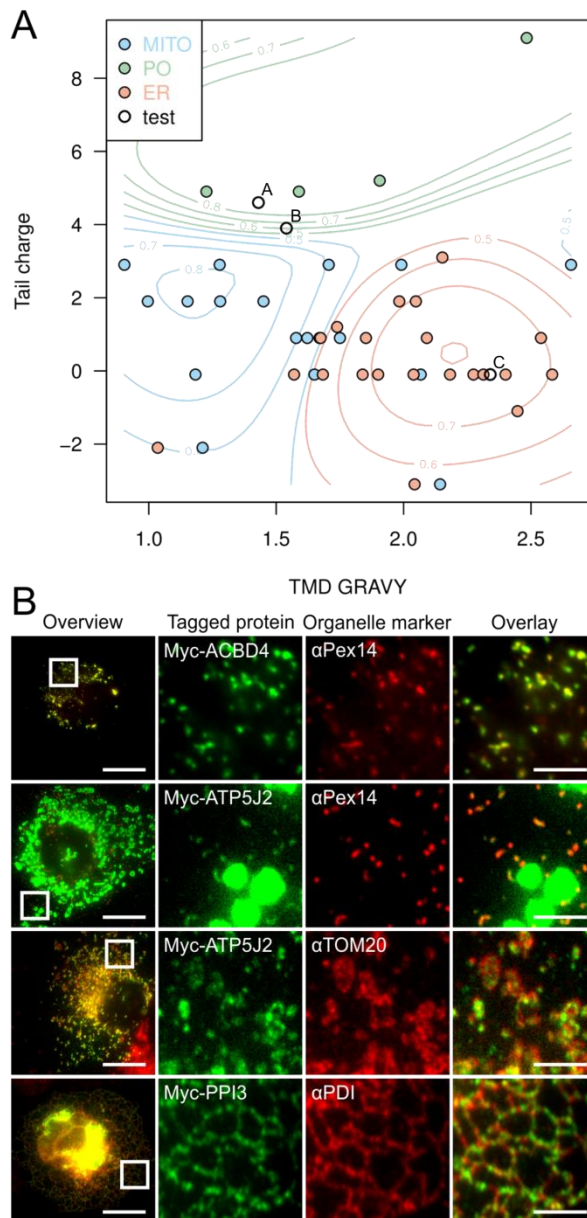 A
MITO
PO
ER
test
0.6
0.7
0.8
A
B
0.8
0.6
0.7
0.5
0.7
0.8
0.5
0.5
C
0.7
0.6
8
6
4
2
0
−2
Tail charge
1.0
1.5
2.0
2.5
TMD GRAVY
B
Overview Tagged protein Organelle marker Overlay
Myc-ACBD4 αPex14
Myc-ATP5J2 αPex14
Myc-ATP5J2 αTOM20
Myc-PPI3 αPDI